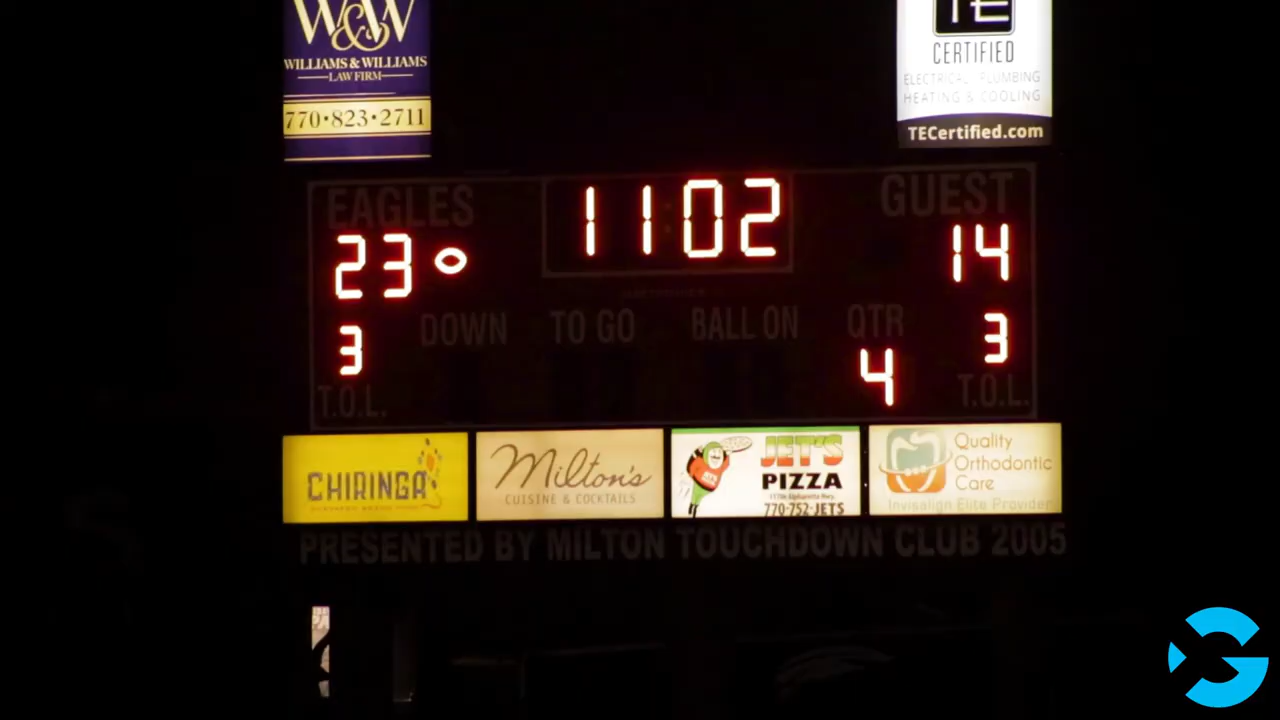 W&W
WILLIAMS & WILLIAMS
LAW FIRM
770•823•2711
TE
CERTIFIED
ELECTRICAL PLUMBING
HEATING & COOLING
TECertified.com
EAGLES
11 02
GUEST
23
14
DOWN TO GO BALL ON QTR
3
4
3
T.O.L.
T.O.L.
CHIRINGA
Milton's
CUISINE & COCKTAILS
JET'S
PIZZA
770-752-JETS
Quality
Orthodontic
Care
Invisalign Elite Provider
PRESENTED BY MILTON TOUCHDOWN CLUB 2005
G